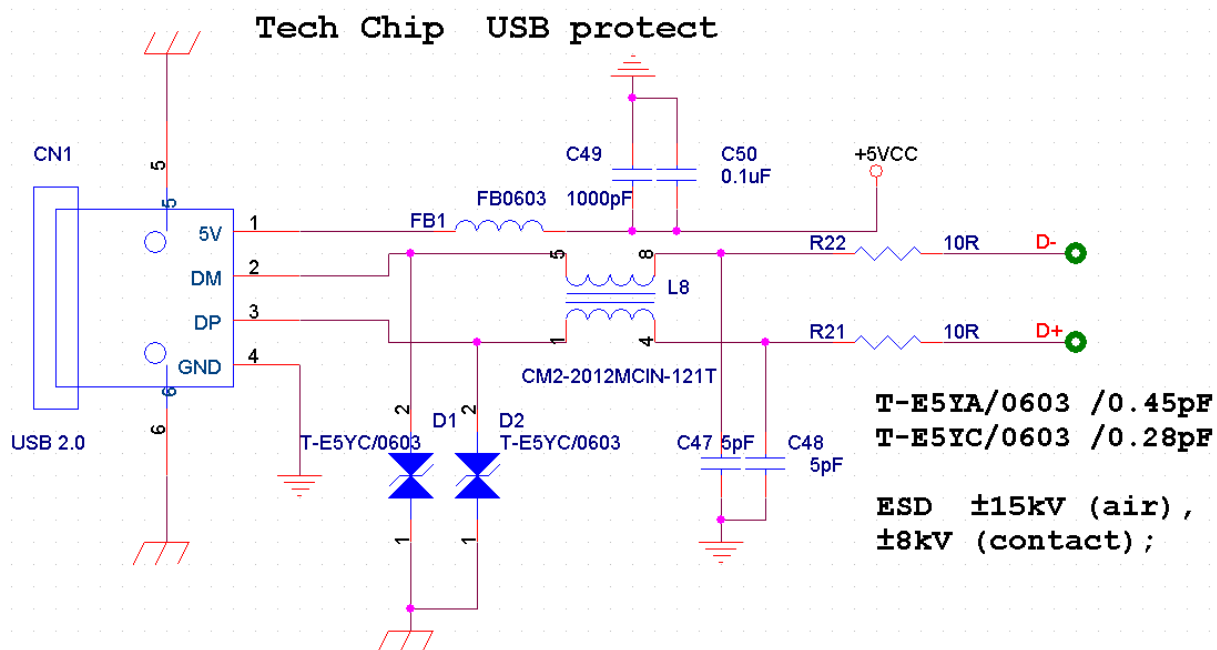 Tech Chip  USB protect
CN1
5
5
5V
1
DM
2
DP
3
GND
4
6
6
USB 2.0
FB1
FB0603
C49
1000pF
C50
0.1uF
+5VCC
5
8
1
4
L8
CM2-2012MCIN-121T
R22
10R
D-
R21
10R
D+
2
D1
T-E5YC/0603
1
2
D2
T-E5YC/0603
1
C47 5pF
C48
5pF
T-E5YA/0603 /0.45pF
T-E5YC/0603 /0.28pF
ESD  ±15kV (air),
±8kV (contact);